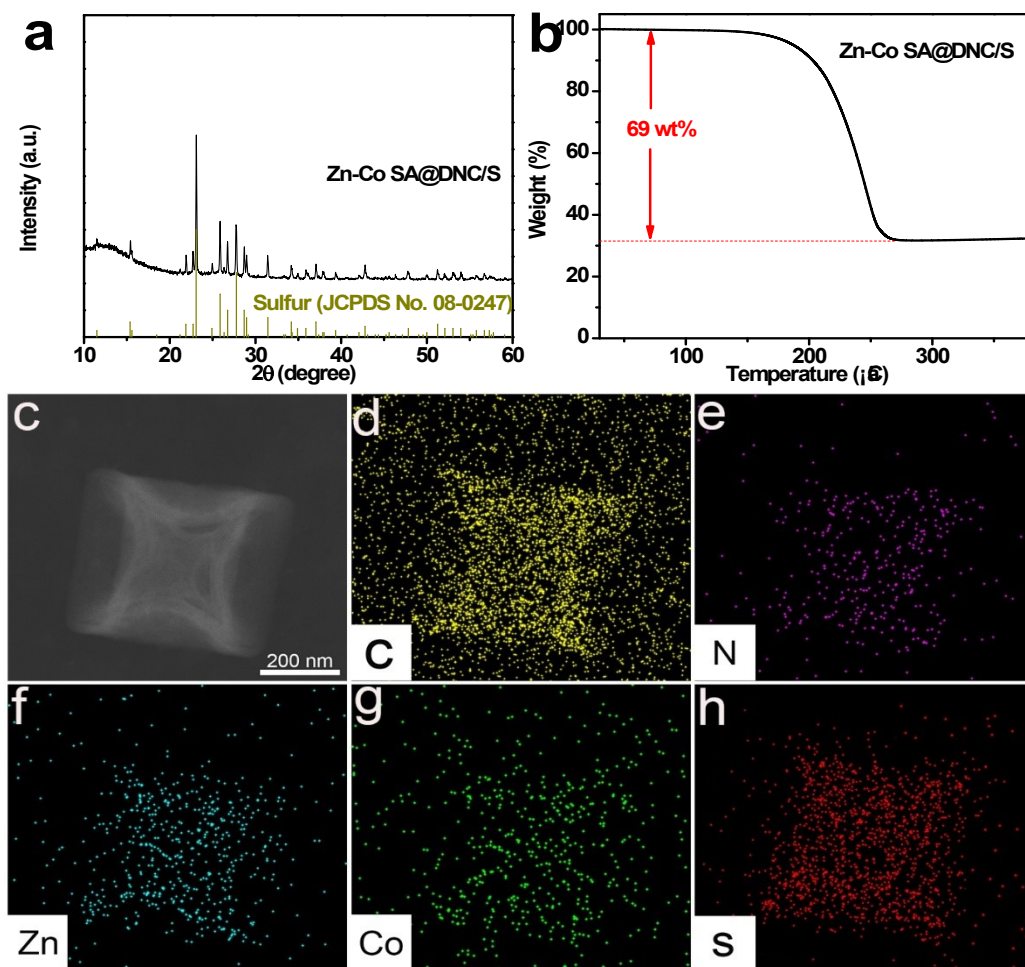 a
Intensity (a.u.)
Zn-Co SA@DNC/S
Sulfur (JCPDS No. 08-0247)
10 20 30 40 50 60
2θ (degree)
b
Weight (%)
100
80
60
40
20
0
Zn-Co SA@DNC/S
69 wt%
100 200 300
Temperature (¡ãC)
c
200 nm
d
C
e
N
f
Zn
g
Co
h
S